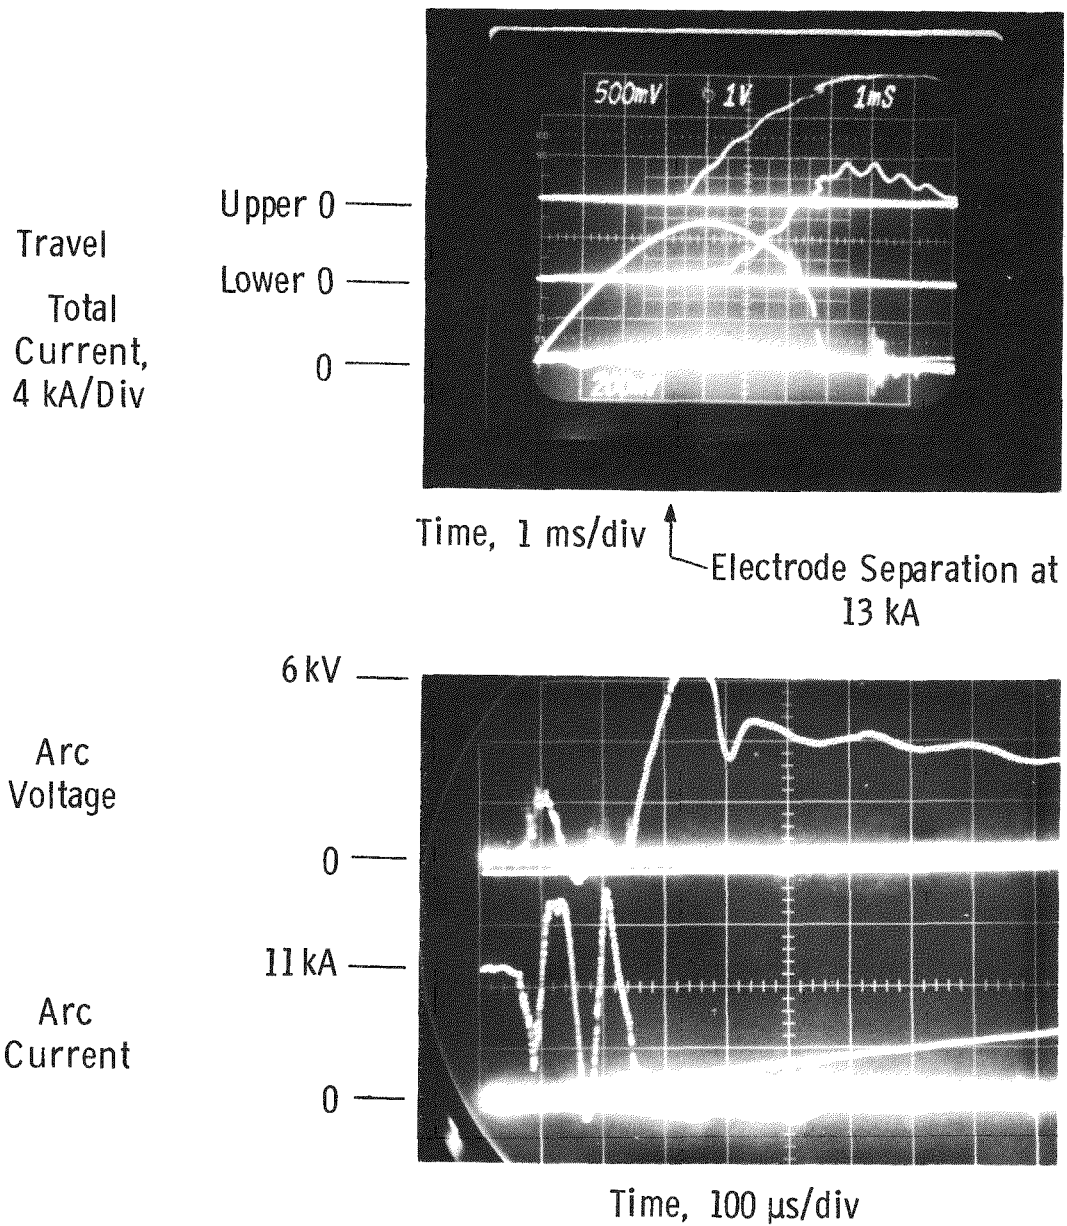 500mV 1V 1mS
Upper 0
Travel
Lower 0
Total
Current,
4 kA/Div
0
Time, 1 ms/div
Electrode Separation at
13 kA
6 kV
Arc
Voltage
0
11 kA
Arc
Current
0
Time, 100 μs/div